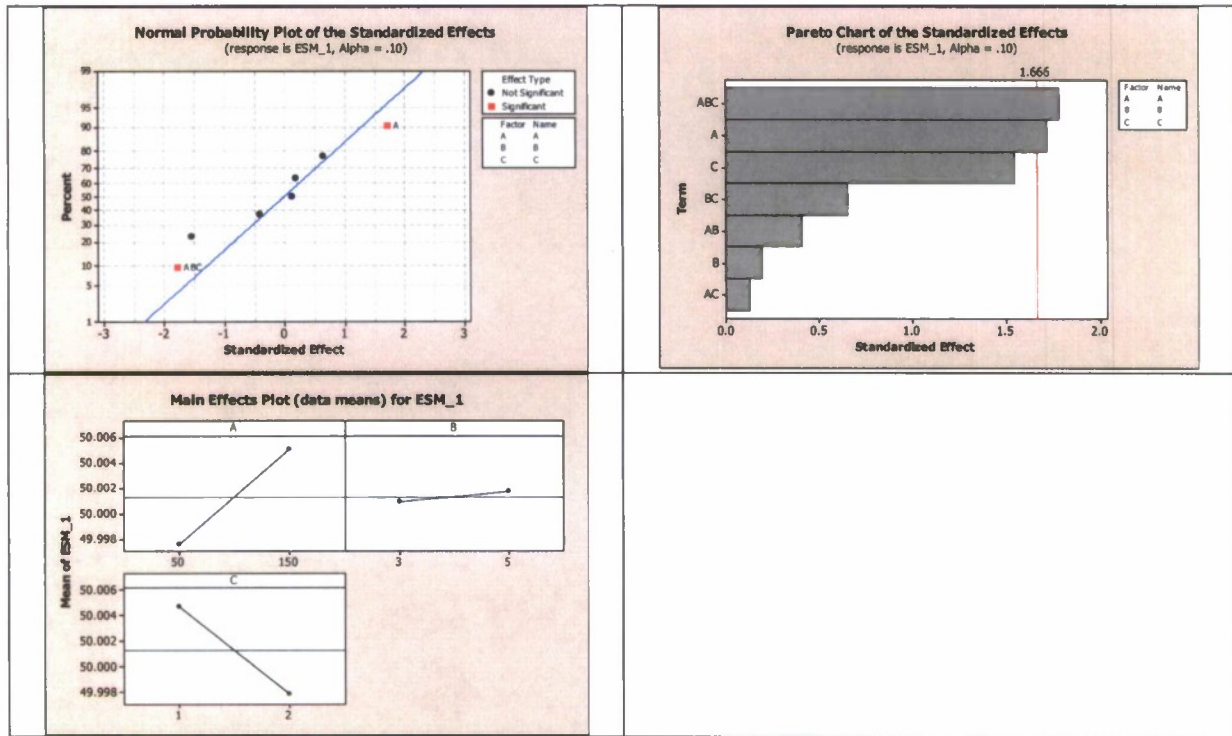 Normal Probability Plot of the Standardized Effects
(response is ESM_1, Alpha = .10)
99
95
90
80
70
60
50
40
30
20
10
5
1
Percent
A
ABC
-3
-2
-1
0
1
2
3
Standardized Effect
Effect Type
Not Significant
Significant
Factor Name
A A
B B
C C
Pareto Chart of the Standardized Effects
(response is ESM_1, Alpha = .10)
1.666
Term
ABC
A
C
BC
AB
B
AC
0.0
0.5
1.0
1.5
2.0
Standardized Effect
Factor Name
A A
B B
C C
Main Effects Plot (data means) for ESM_1
Mean of ESM_1
A
B
50.006
50.004
50.002
50.000
49.998
50
150
3
5
C
50.006
50.004
50.002
50.000
49.998
1
2